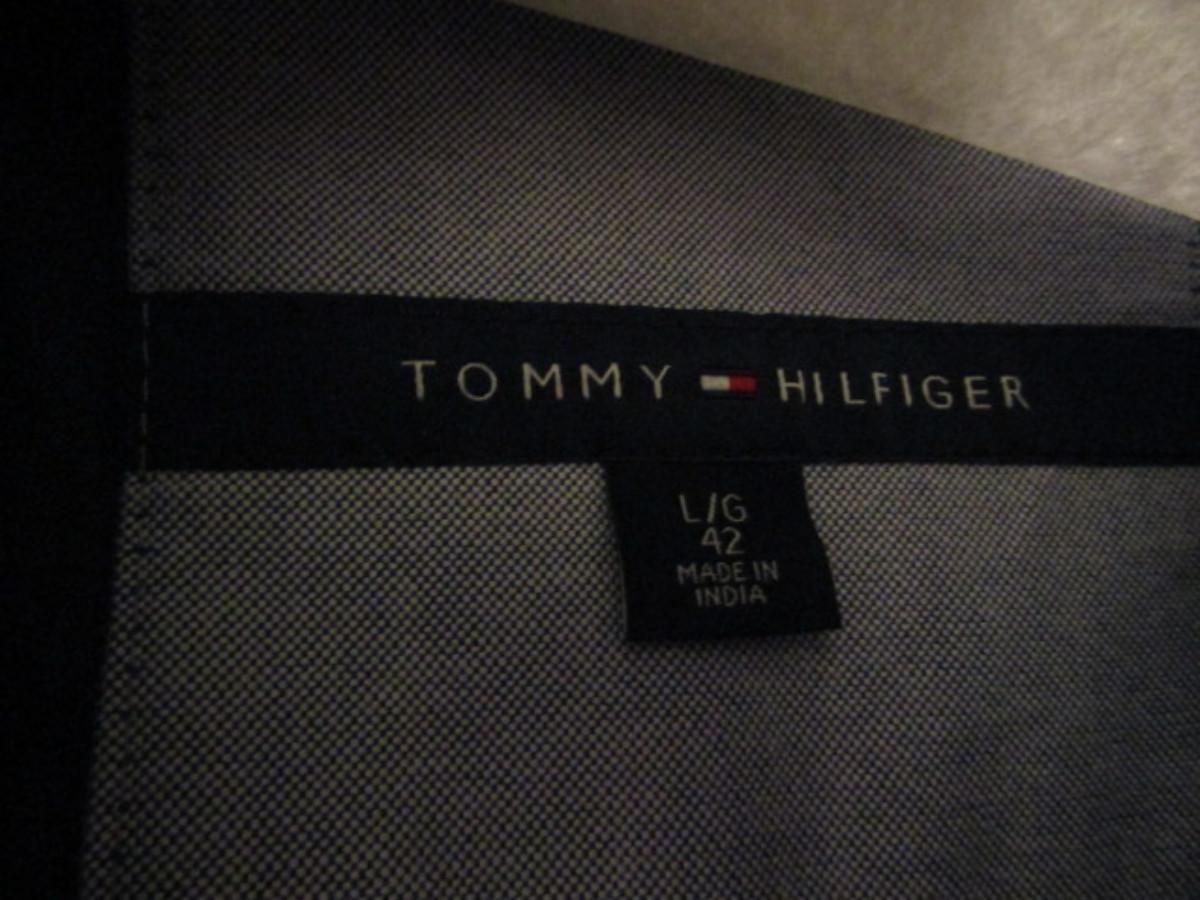 TOMMY HILFIGER
L/G
42
MADE IN
INDIA